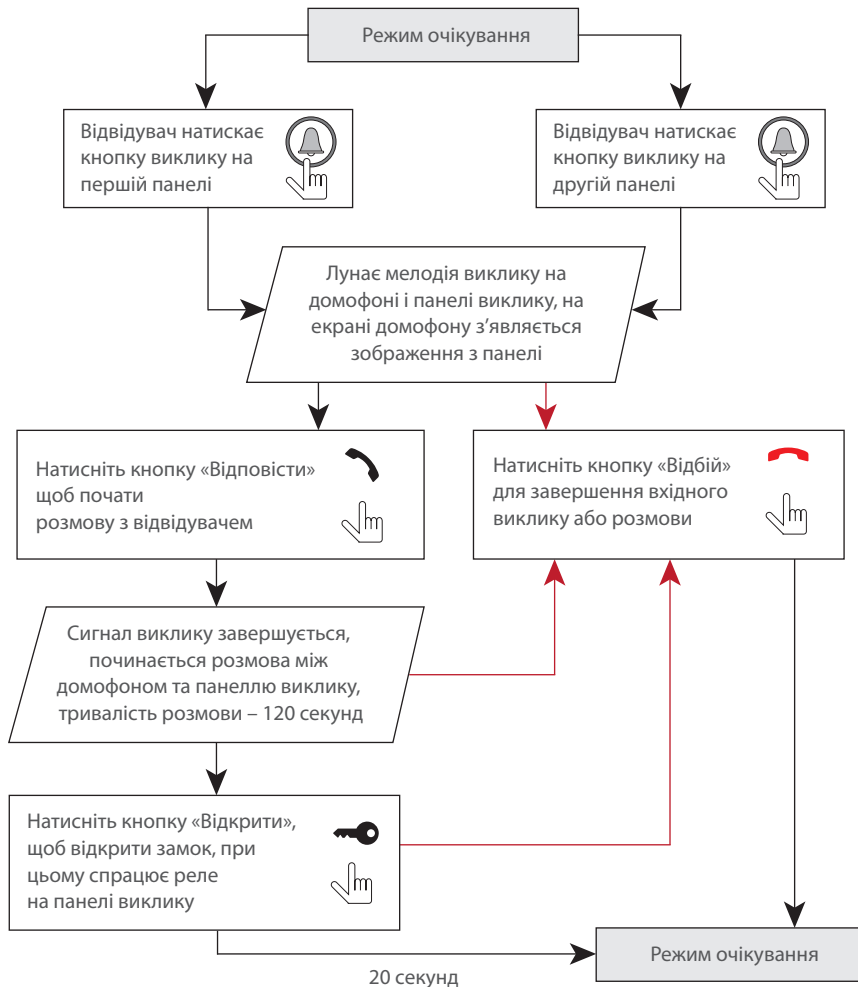 Режим очікування
Відвідувач натискає
кнопку виклику на
першій панелі
Відвідувач натискає
кнопку виклику на
другій панелі
Лунає мелодія виклику на
домофоні і панелі виклику, на
екрані домофону з’являється
зображення з панелі
Натисніть кнопку «Відповісти»
щоб почати
розмову з відвідувачем
Натисніть кнопку «Відбій»
для завершення вхідного
виклику або розмови
Сигнал виклику завершується,
починається розмова між
домофоном та панеллю виклику,
тривалість розмови – 120 секунд
Натисніть кнопку «Відкрити»,
щоб відкрити замок, при
цьому спрацює реле
на панелі виклику
20 секунд
Режим очікування